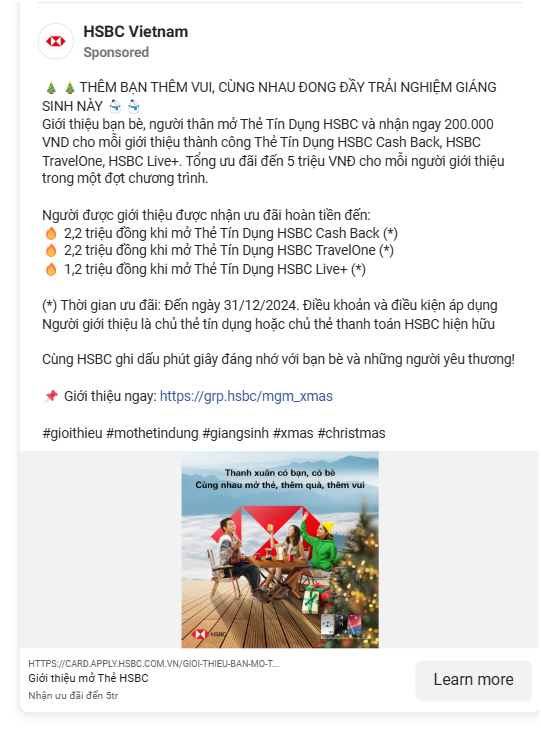 HSBC Vietnam
Sponsored
🎄 🎄 THÊM BẠN THÊM VUI, CÙNG NHAU ĐONG ĐẦY TRẢI NGHIỆM GIÁNG
SINH NÀY ⛄ ⛄
Giới thiệu bạn bè, người thân mở Thẻ Tín Dụng HSBC và nhận ngay 200.000
VND cho mỗi giới thiệu thành công Thẻ Tín Dụng HSBC Cash Back, HSBC
TravelOne, HSBC Live+. Tổng ưu đãi đến 5 triệu VNĐ cho mỗi người giới thiệu
trong một đợt chương trình.
Người được giới thiệu được nhận ưu đãi hoàn tiền đến:
🔥 2,2 triệu đồng khi mở Thẻ Tín Dụng HSBC Cash Back (*)
🔥 2,2 triệu đồng khi mở Thẻ Tín Dụng HSBC TravelOne (*)
🔥 1,2 triệu đồng khi mở Thẻ Tín Dụng HSBC Live+ (*)
(*) Thời gian ưu đãi: Đến ngày 31/12/2024. Điều khoản và điều kiện áp dụng
Người giới thiệu là chủ thẻ tín dụng hoặc chủ thẻ thanh toán HSBC hiện hữu
Cùng HSBC ghi dấu phút giây đáng nhớ với bạn bè và những người yêu thương!
📌 Giới thiệu ngay: https://grp.hsbc/mgm_xmas
#gioithieu #mothetindung #giangsinh #xmas #christmas
Thanh xuân có bạn, có bè
Cùng nhau mở thẻ, thêm quà, thêm vui
HSBC
HTTPS://CARD.APPLY.HSBC.COM.VN/GIOI-THIEU-BAN-MO-T...
Giới thiệu mở Thẻ HSBC
Nhận ưu đãi đến 5tr
Learn more